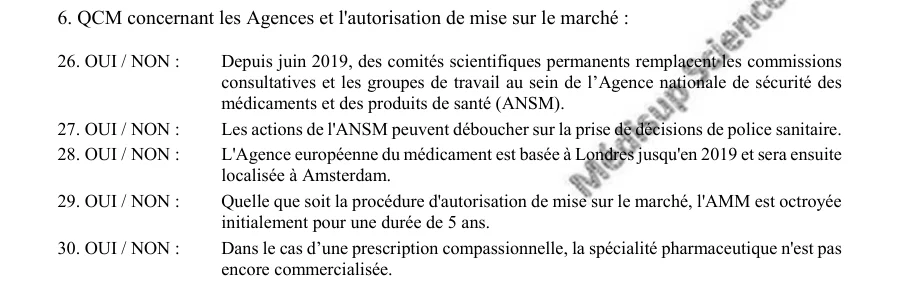 6. QCM concernant les Agences et l'autorisation de mise sur le marché :
26. OUI / NON : Depuis juin 2019, des comités scientifiques permanents remplacent les commissions
consultatives et les groupes de travail au sein de l'Agence nationale de sécurité des
médicaments et des produits de santé (ANSM).
27. OUI / NON : Les actions de l'ANSM peuvent déboucher sur la prise de décisions de police sanitaire.
28. OUI / NON : L'Agence européenne du médicament est basée à Londres jusqu'en 2019 et sera ensuite
localisée à Amsterdam.
29. OUI / NON : Quelle que soit la procédure d'autorisation de mise sur le marché, l'AMM est octroyée
initialement pour une durée de 5 ans.
30. OUI / NON : Dans le cas d’une prescription compassionnelle, la spécialité pharmaceutique n'est pas
encore commercialisée.
Médisup Science